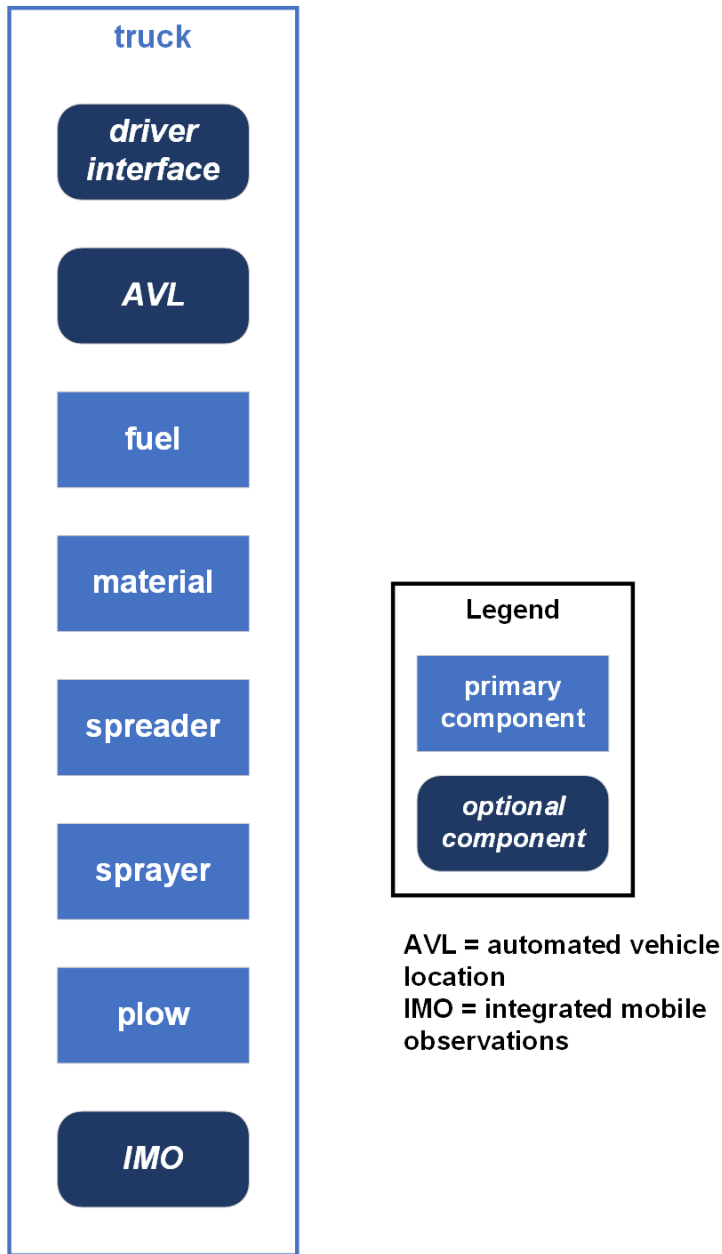 truck
driver
interface
AVL
fuel
material
spreader
sprayer
plow
IMO
Legend
primary
component
optional
component
AVL = automated vehicle
location
IMO = integrated mobile
observations